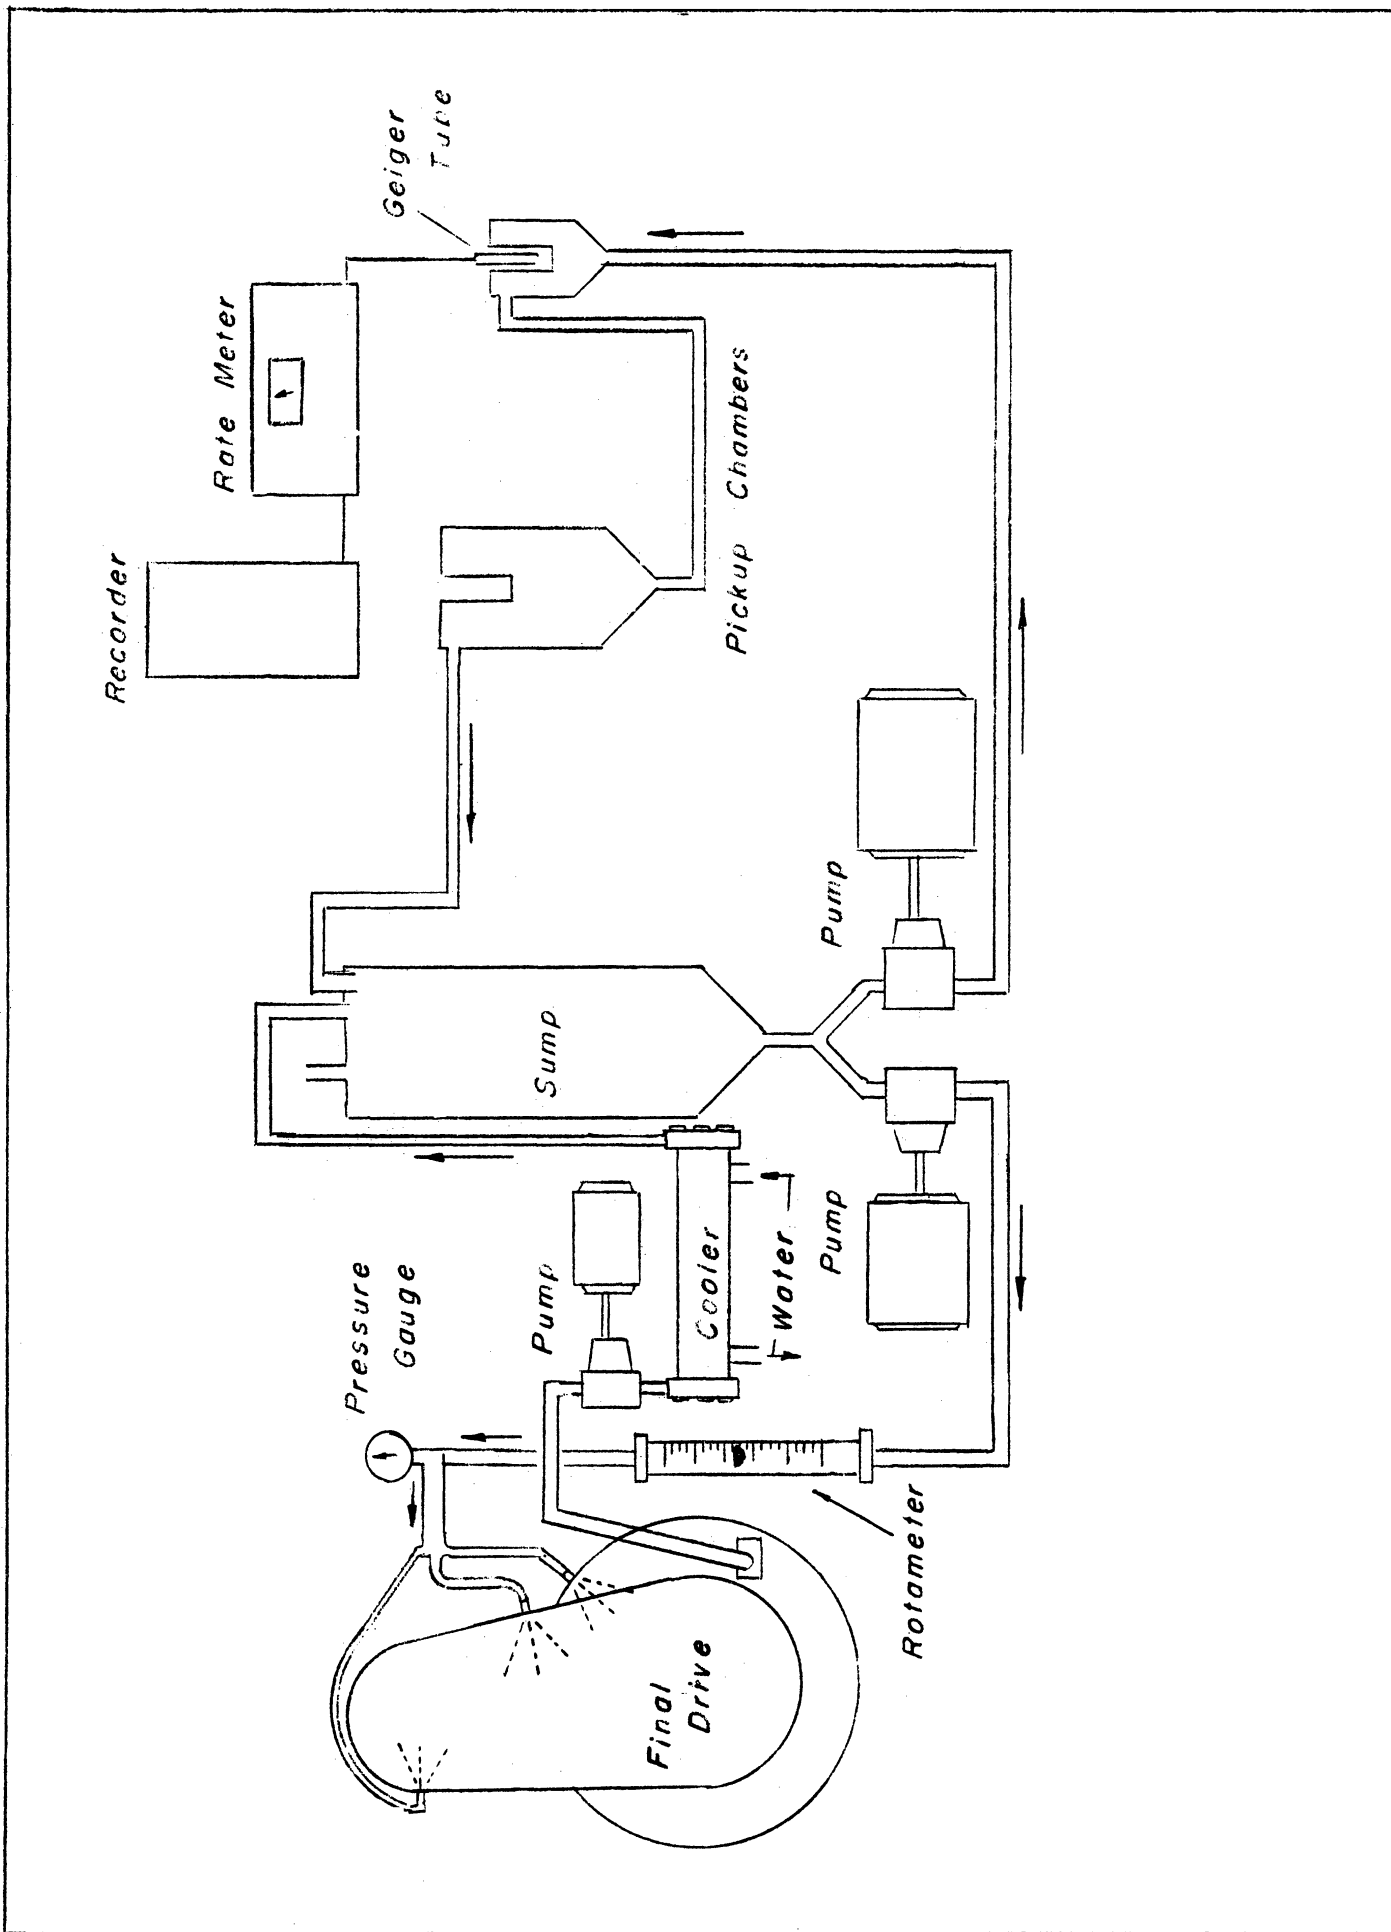 Recorder
Rate Meter
Geiger
Tube
Pressure
Gauge
Pump
Sump
Cooler
Water
Pickup Chambers
Final
Drive
Pump
Pump
Rotameter